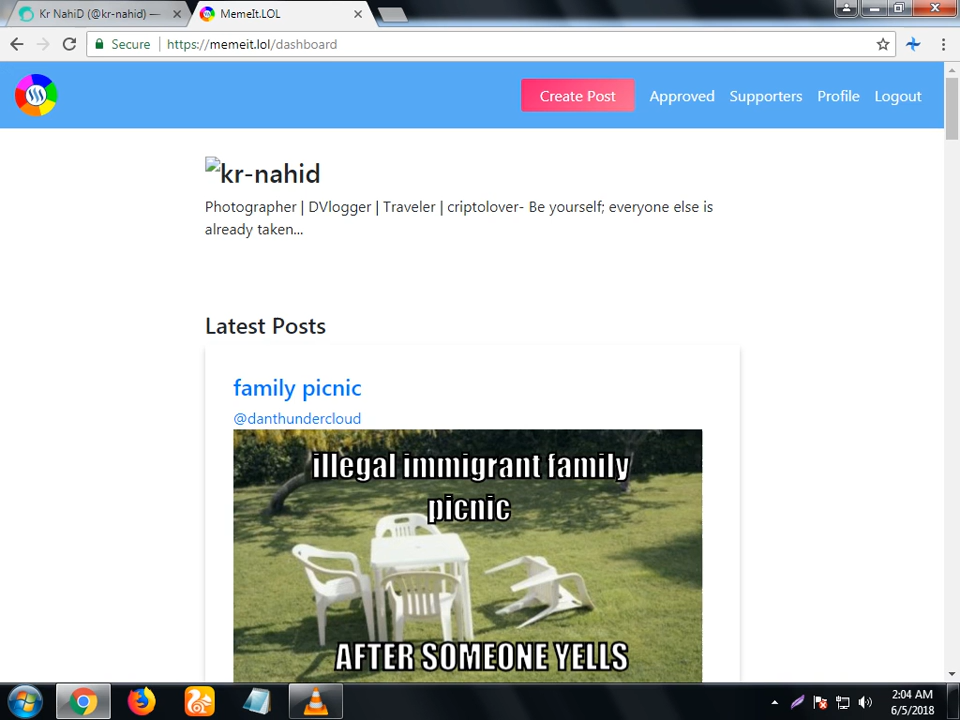 Kr NahiD (@kr-nahid) —
MemeIt.LOL
Secure
https://memeit.lol/dashboard
Create Post
Approved
Supporters
Profile
Logout
kr-nahid
Photographer | DVlogger | Traveler | criptolover- Be yourself; everyone else is
already taken...
Latest Posts
family picnic
@danthundercloud
illegal immigrant family
picnic
AFTER SOMEONE YELLS
2:04 AM
6/5/2018